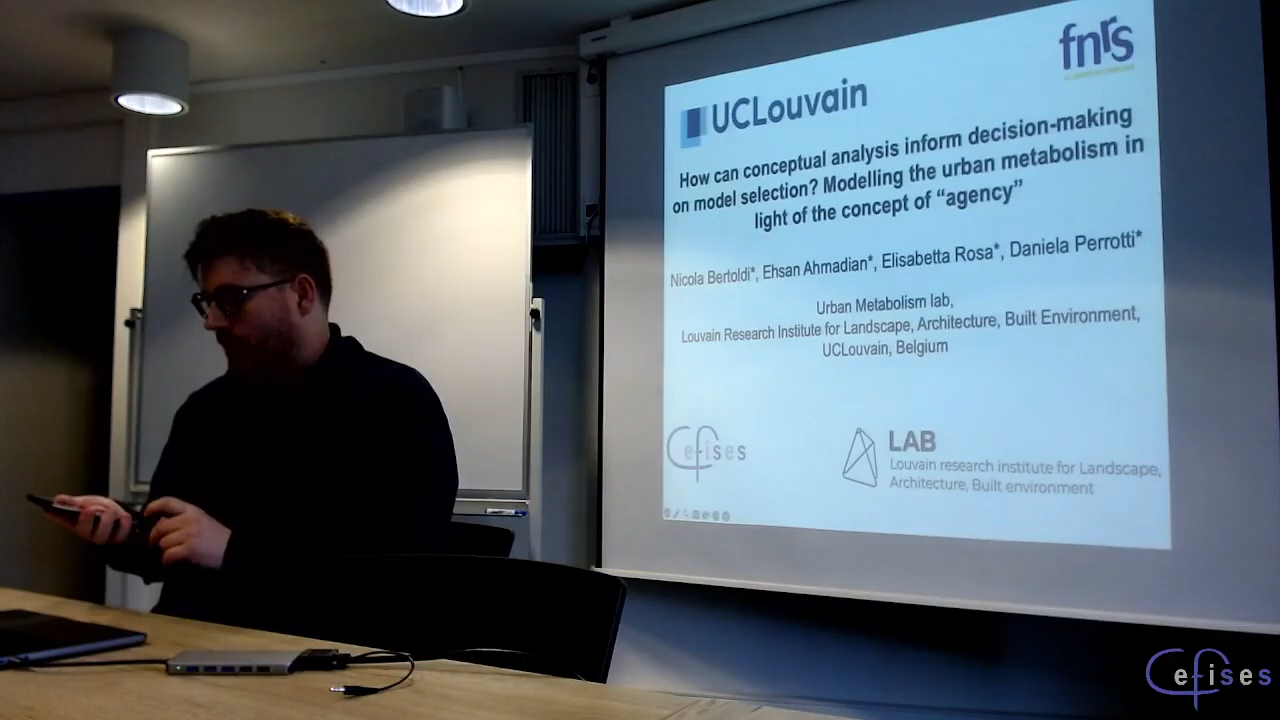 fnrs
UCLouvain
How can conceptual analysis inform decision-making
on model selection? Modelling the urban metabolism in
light of the concept of “agency”
Nicola Bertoldi*, Ehsan Ahmadian*, Elisabetta Rosa*, Daniela Perrotti*
Urban Metabolism lab,
Louvain Research Institute for Landscape, Architecture, Built Environment,
UCLouvain, Belgium
Cefises
LAB
Louvain research institute for Landscape,
Architecture, Built environment
Cefises